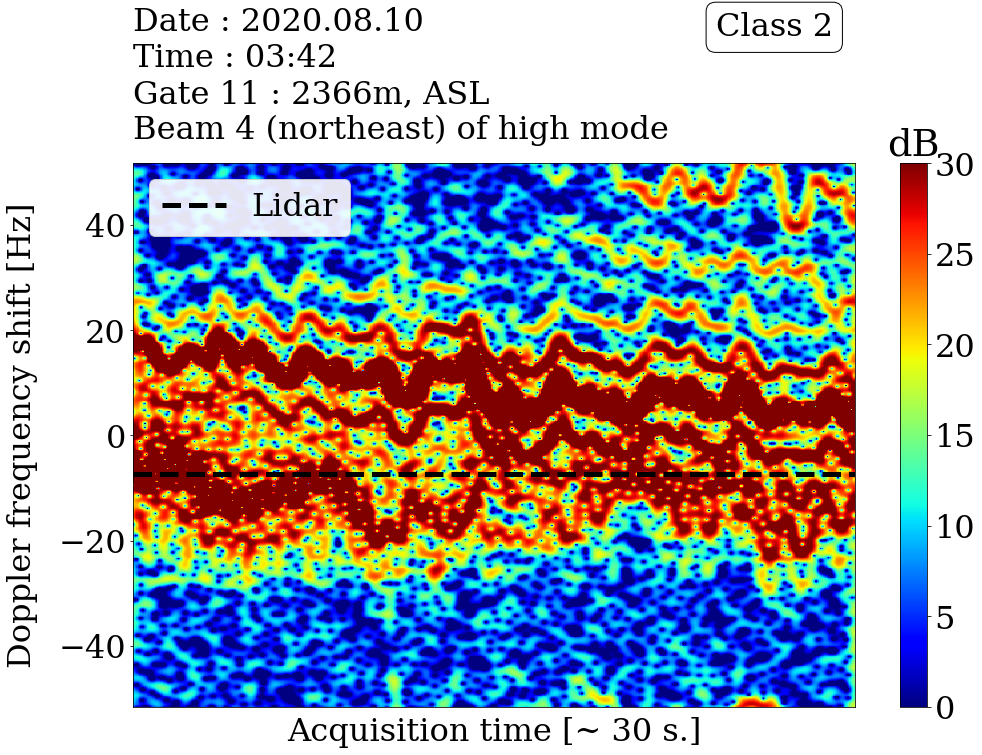 Date : 2020.08.10
Time : 03:42
Gate 11 : 2366m, ASL
Beam 4 (northeast) of high mode
Class 2
dB
Lidar
Doppler frequency shift [Hz]
40
20
0
−20
−40
Acquisition time [~ 30 s.]
30
25
20
15
10
5
0